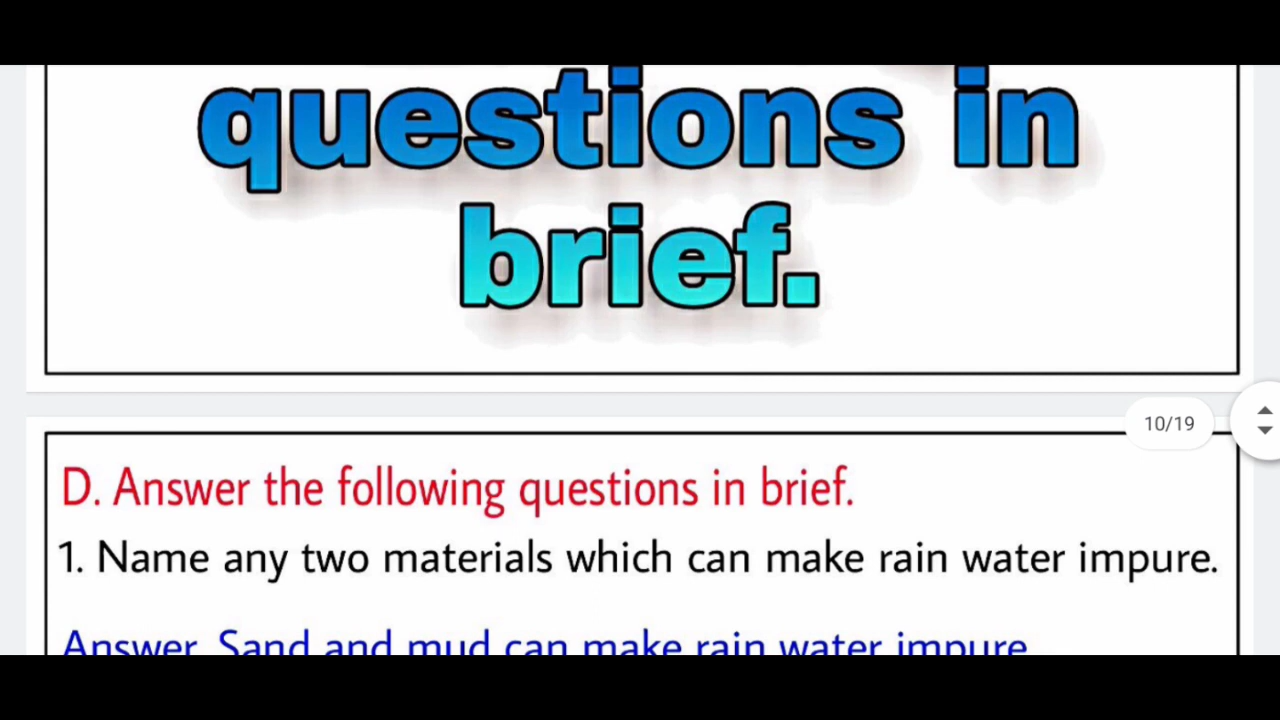 questions in
brief.
10/19
D. Answer the following questions in brief.
1. Name any two materials which can make rain water impure.
Answer. Sand and mud can make rain water impure.